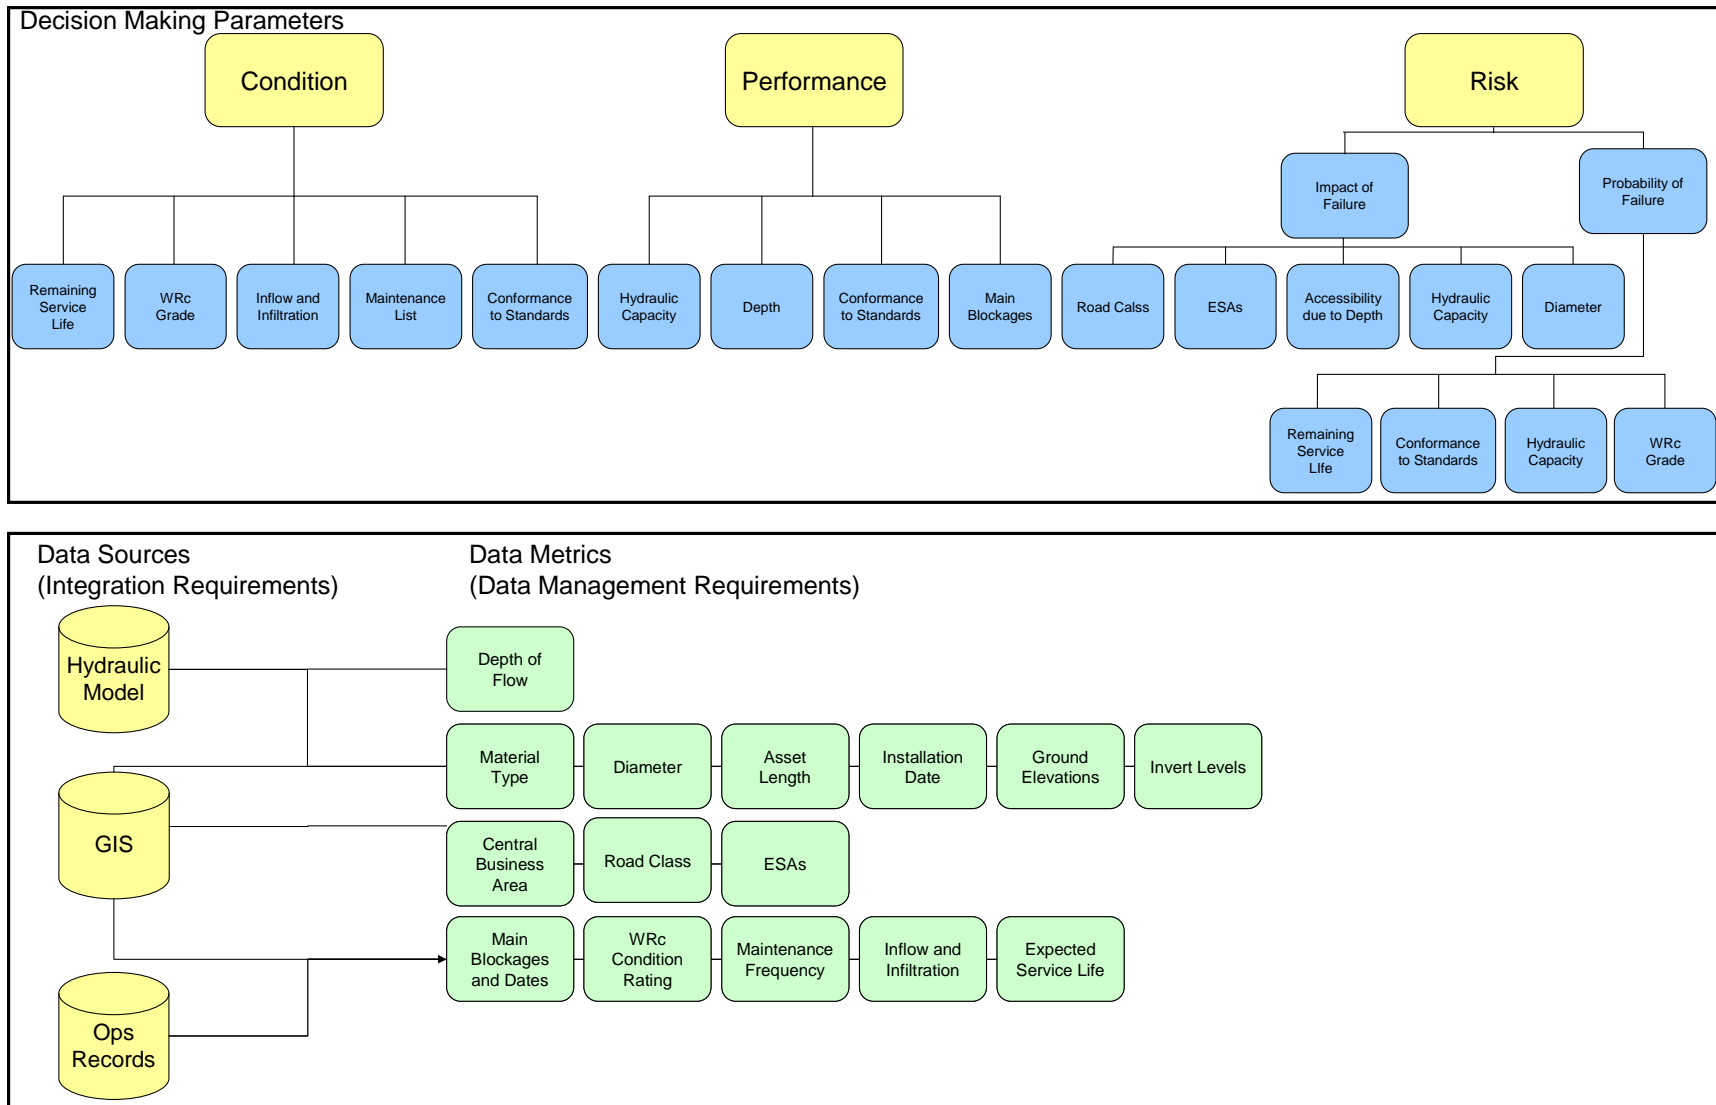 Decision Making Parameters
Condition
Performance
Risk
Impact of
Failure
Probability of
Failure
Remaining
Service
Life
WRc
Grade
Inflow and
Infiltration
Maintenance
List
Conformance
to Standards
Hydraulic
Capacity
Depth
Conformance
to Standards
Main
Blockages
Road Calss
ESAs
Accessibility
due to Depth
Hydraulic
Capacity
Diameter
Remaining
Service
LIfe
Conformance
to Standards
Hydraulic
Capacity
WRc
Grade
Data Sources
(Integration Requirements)
Data Metrics
(Data Management Requirements)
Hydraulic
Model
Depth of
Flow
Material
Type
Diameter
Asset
Length
Installation
Date
Ground
Elevations
Invert Levels
GIS
Central
Business
Area
Road Class
ESAs
Main
Blockages
and Dates
WRc
Condition
Rating
Maintenance
Frequency
Inflow and
Infiltration
Expected
Service Life
Ops
Records